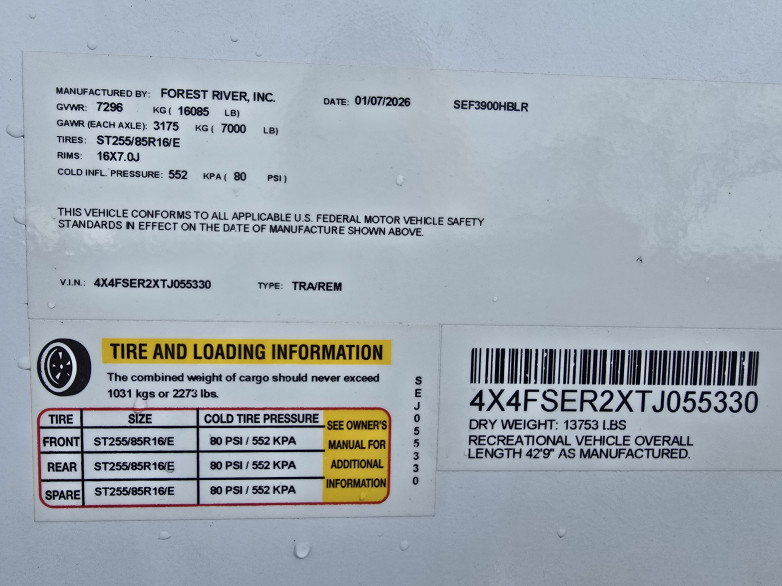 MANUFACTURED BY: FOREST RIVER, INC. DATE: 01/07/2026 SEF3900HBLR
GVWR: 7296 KG ( 16085 LB)
GAWR (EACH AXLE): 3175 KG ( 7000 LB)
TIRES: ST255/85R16/E
RIMS: 16X7.0J
COLD INFL. PRESSURE: 552 KPA ( 80 PSI )
THIS VEHICLE CONFORMS TO ALL APPLICABLE U.S. FEDERAL MOTOR VEHICLE SAFETY
STANDARDS IN EFFECT ON THE DATE OF MANUFACTURE SHOWN ABOVE.
V.I.N.: 4X4FSER2XTJ055330 TYPE: TRA/REM
TIRE AND LOADING INFORMATION
The combined weight of cargo should never exceed
1031 kgs or 2273 lbs.
TIRE SIZE COLD TIRE PRESSURE SEE OWNER'S
FRONT ST255/85R16/E 80 PSI / 552 KPA MANUAL FOR
REAR ST255/85R16/E 80 PSI / 552 KPA ADDITIONAL
SPARE ST255/85R16/E 80 PSI / 552 KPA INFORMATION
SEJ055330
4X4FSER2XTJ055330
DRY WEIGHT: 13753 LBS
RECREATIONAL VEHICLE OVERALL
LENGTH 42'9" AS MANUFACTURED.